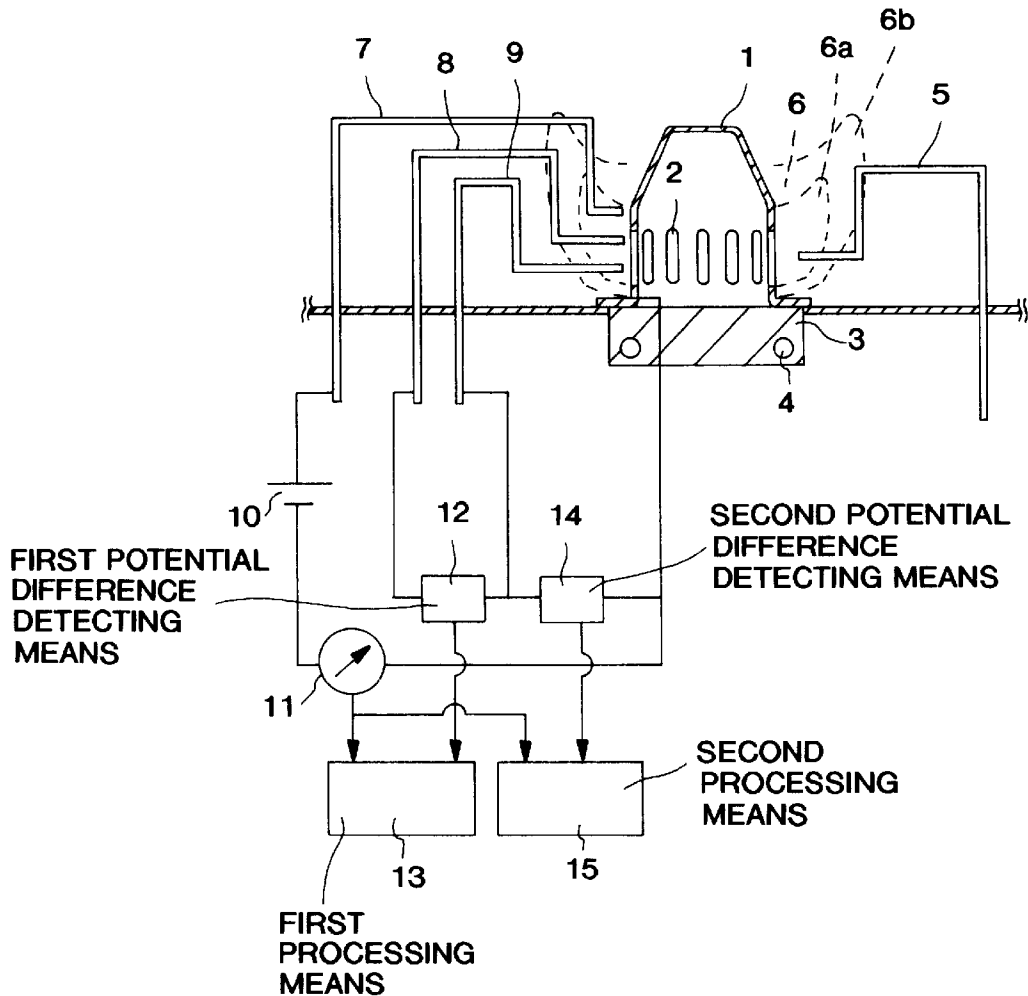 6b
6a
7
8
9
1
6
5
2
3
4
10
12
14
SECOND POTENTIAL
DIFFERENCE
DETECTING MEANS
FIRST POTENTIAL
DIFFERENCE
DETECTING
MEANS
11
SECOND
PROCESSING
MEANS
13
15
FIRST
PROCESSING
MEANS